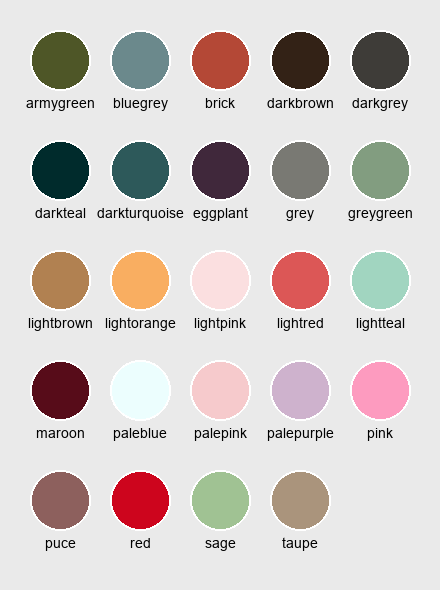 armygreen bluegrey brick darkbrown darkgrey
darkteal darkturquoise eggplant grey greygreen
lightbrown lightorange lightpink lightred lightteal
maroon paleblue palepink palepurple pink
puce red sage taupe